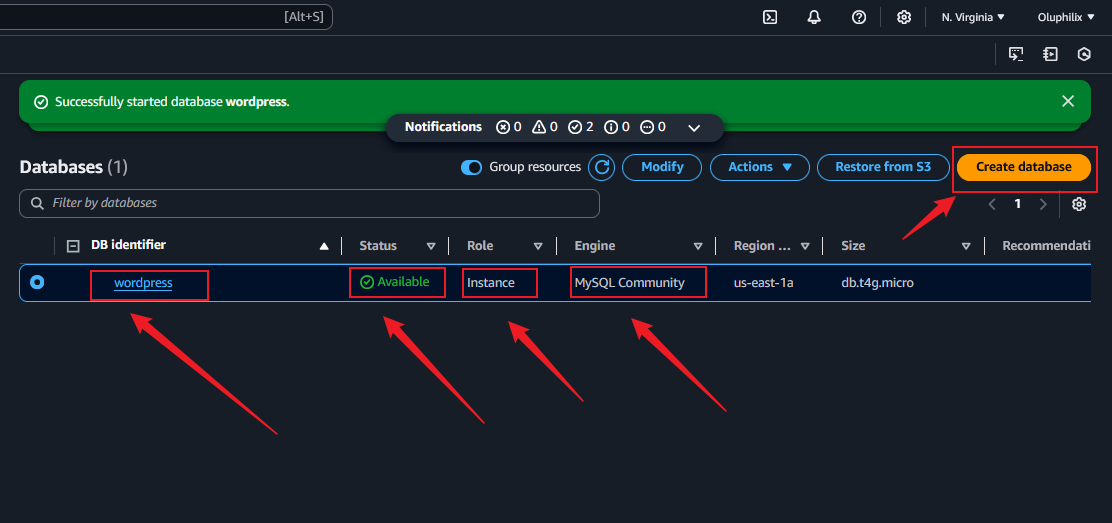 [Alt+S] N. Virginia Oluphilix
Successfully started database wordpress.
Notifications 0 0 2 0 0
Databases (1) Group resources Modify Actions Restore from S3 Create database
Filter by databases 1
DB identifier Status Role Engine Region ... Size Recommendati
wordpress Available Instance MySQL Community us-east-1a db.t4g.micro